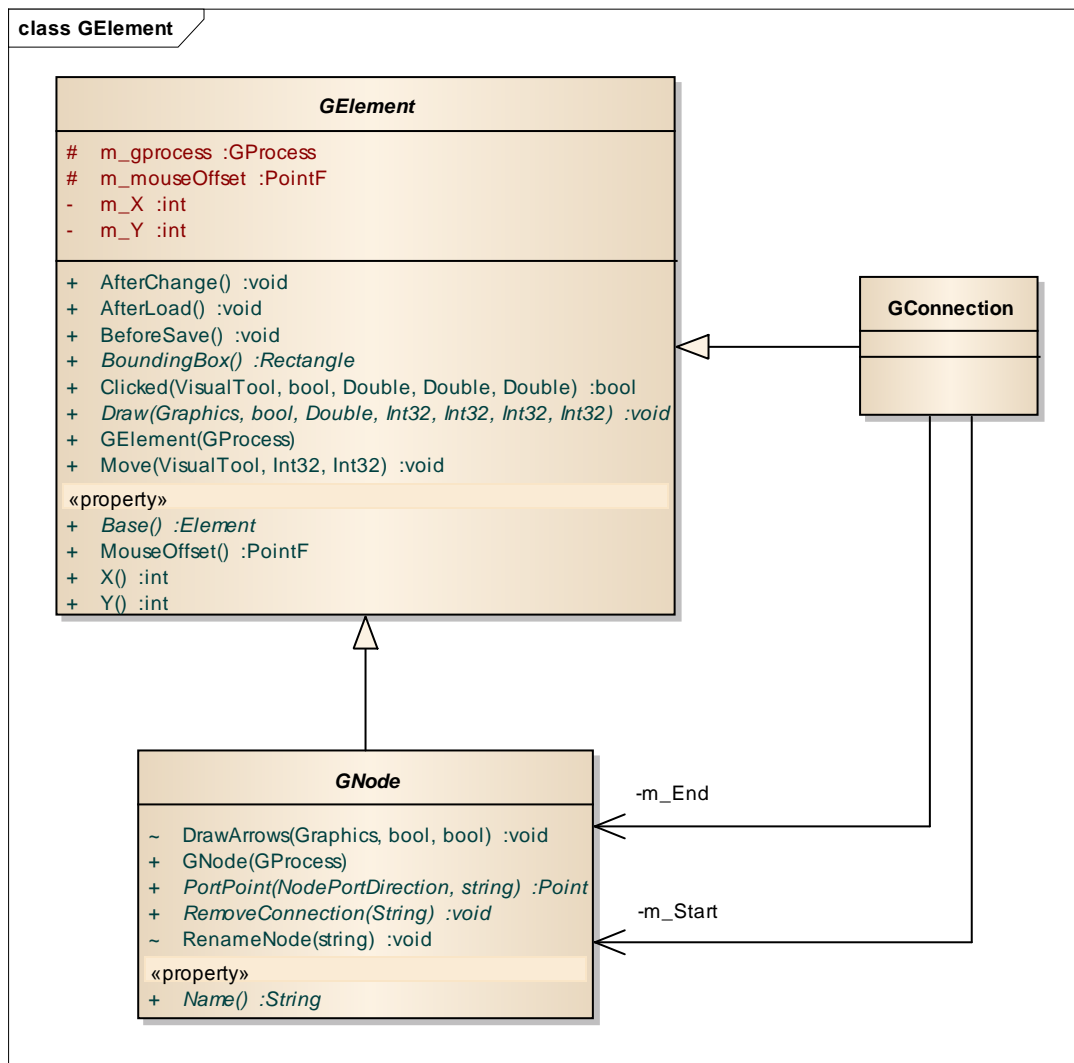 class GElement
GElement
# m_gprocess :GProcess
# m_mouseOffset :PointF
- m_X :int
- m_Y :int
+ AfterChange() :void
+ AfterLoad() :void
+ BeforeSave() :void
+ BoundingBox() :Rectangle
+ Clicked(VisualTool, bool, Double, Double, Double) :bool
+ Draw(Graphics, bool, Double, Int32, Int32, Int32, Int32) :void
+ GElement(GProcess)
+ Move(VisualTool, Int32, Int32) :void
«property»
+ Base() :Element
+ MouseOffset() :PointF
+ X() :int
+ Y() :int
GConnection
GNode
~ DrawArrows(Graphics, bool, bool) :void
+ GNode(GProcess)
+ PortPoint(NodePortDirection, string) :Point
+ RemoveConnection(String) :void
~ RenameNode(string) :void
«property»
+ Name() :String
-m_End
-m_Start